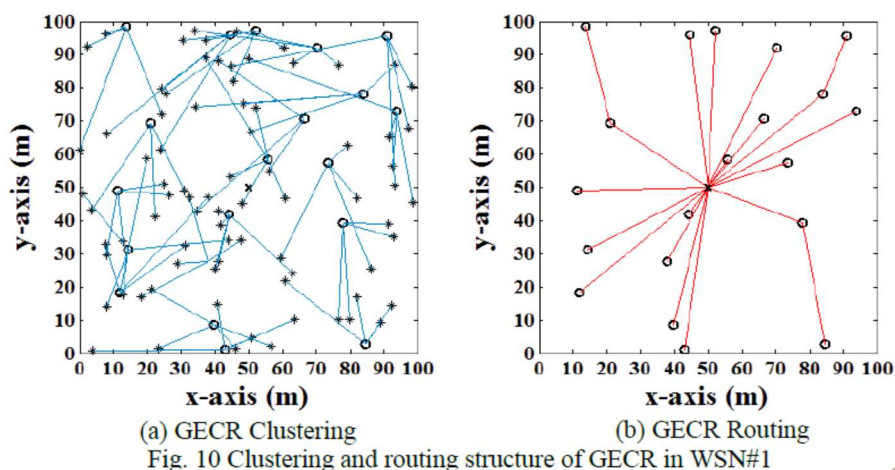 100
90
80
70
60
50
40
30
20
10
0
y-axis (m)
0 10 20 30 40 50 60 70 80 90 100
x-axis (m)
(a) GECR Clustering
100
90
80
70
60
50
40
30
20
10
0
y-axis (m)
0 10 20 30 40 50 60 70 80 90 100
x-axis (m)
(b) GECR Routing
Fig. 10 Clustering and routing structure of GECR in WSN#1